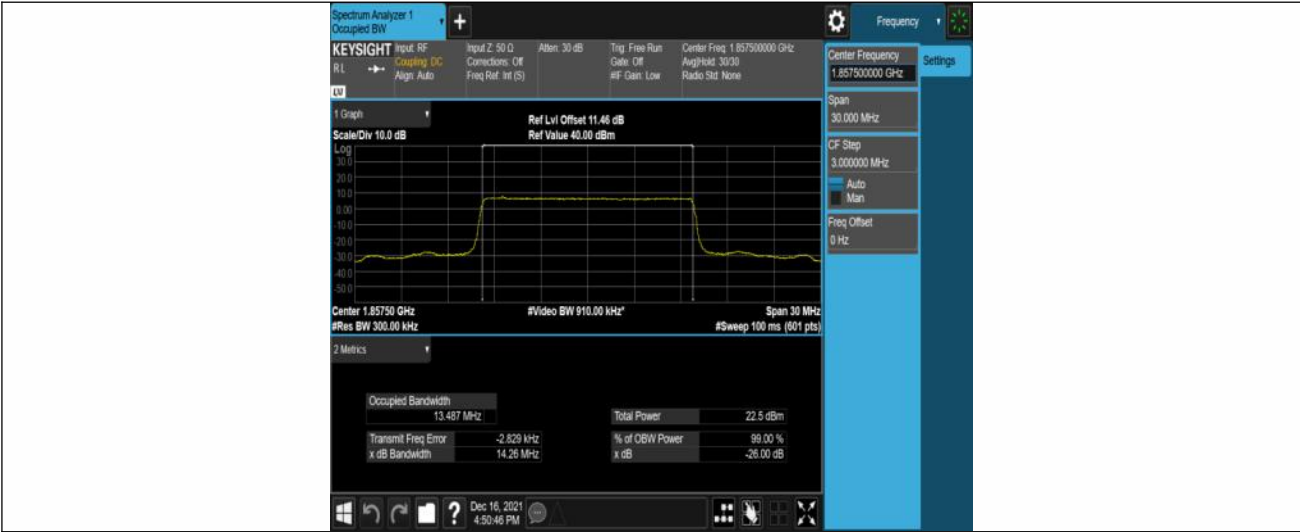 Spectrum Analyzer 1
Occupied BW
Frequency
KEYSIGHT
R L
Input: RF
Coupling: DC
Align: Auto
Input Z: 50 Ω
Corrections: Off
Freq Ref: Int (S)
Atten: 30 dB
Trig: Free Run
Gate: Off
#IF Gain: Low
Center Freq: 1.857500000 GHz
Avg|Hold: 30/30
Radio Std: None
Center Frequency
1.857500000 GHz
Settings
Span
30.000 MHz
CF Step
3.000000 MHz
Auto
Man
Freq Offset
0 Hz
1 Graph
Scale/Div 10.0 dB
Ref Lvl Offset 11.46 dB
Ref Value 40.00 dBm
Log
30.0
20.0
10.0
0.00
-10.0
-20.0
-30.0
-40.0
-50.0
Center 1.85750 GHz
#Res BW 300.00 kHz
#Video BW 910.00 kHz*
Span 30 MHz
#Sweep 100 ms (601 pts)
2 Metrics
Occupied Bandwidth
13.487 MHz
Total Power 22.5 dBm
Transmit Freq Error -2.829 kHz
% of OBW Power 99.00 %
x dB Bandwidth 14.26 MHz
x dB -26.00 dB
Dec 16, 2021
4:50:46 PM